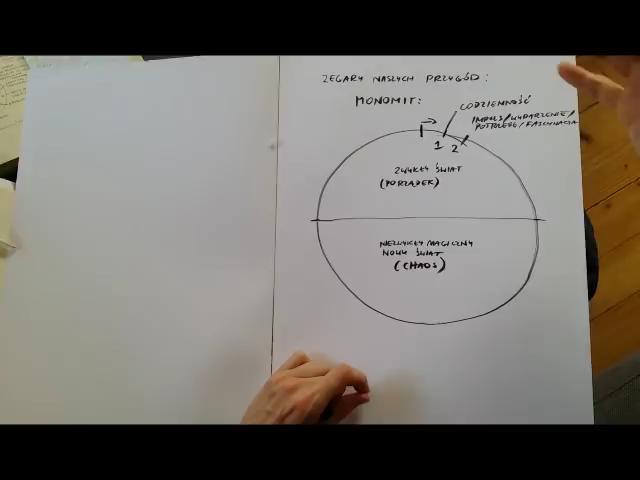 ZEGARY NASZYCH PRZYGÓD:
MONOMIT:
CODZIENNOŚĆ
IMPULS/WYDARZENIE/
POTRZEBA/FASCYNACJA
1 2
ZWYKŁY ŚWIAT
(PORZĄDEK)
NIEZWYKŁY/MAGICZNY
NOWY ŚWIAT
(CHAOS)